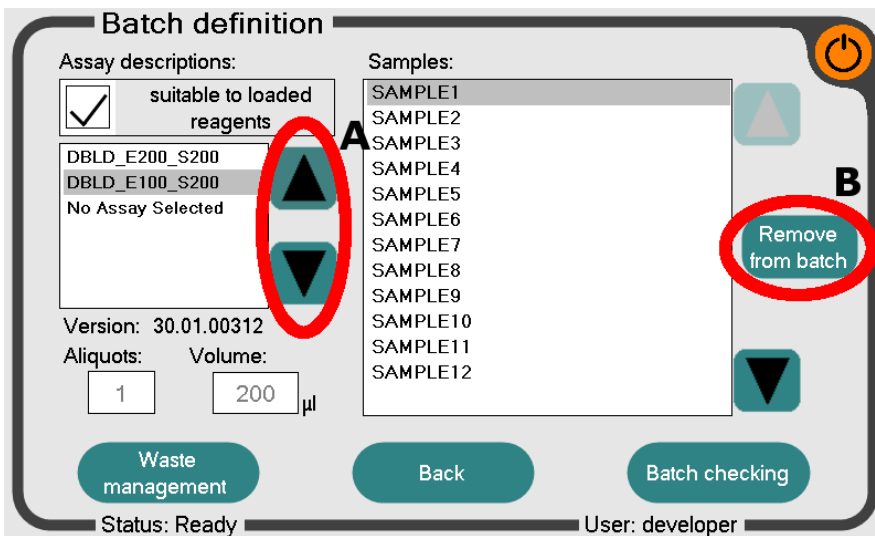 Batch definition
Assay descriptions:
suitable to loaded
reagents
DBLD_E200_S200
DBLD_E100_S200
No Assay Selected
A
Version: 30.01.00312
Aliquots: Volume:
1 200 µl
Samples:
SAMPLE1
SAMPLE2
SAMPLE3
SAMPLE4
SAMPLE5
SAMPLE6
SAMPLE7
SAMPLE8
SAMPLE9
SAMPLE10
SAMPLE11
SAMPLE12
B
Remove
from batch
Waste
management
Back
Batch checking
Status: Ready
User: developer